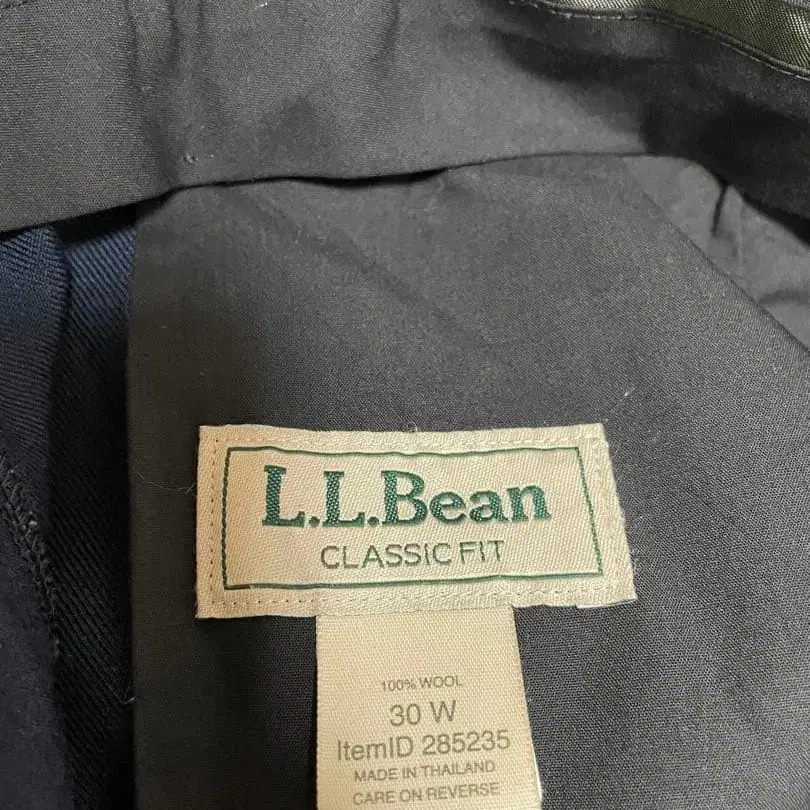 L.L.Bean
CLASSIC FIT
100% WOOL
30 W
ItemID 285235
MADE IN THAILAND
CARE ON REVERSE